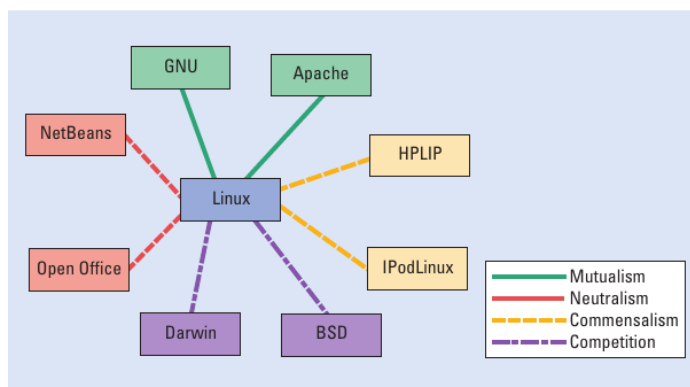 GNU
Apache
NetBeans
HPLIP
Linux
Open Office
IPodLinux
Darwin
BSD
Mutualism
Neutralism
Commensalism
Competition